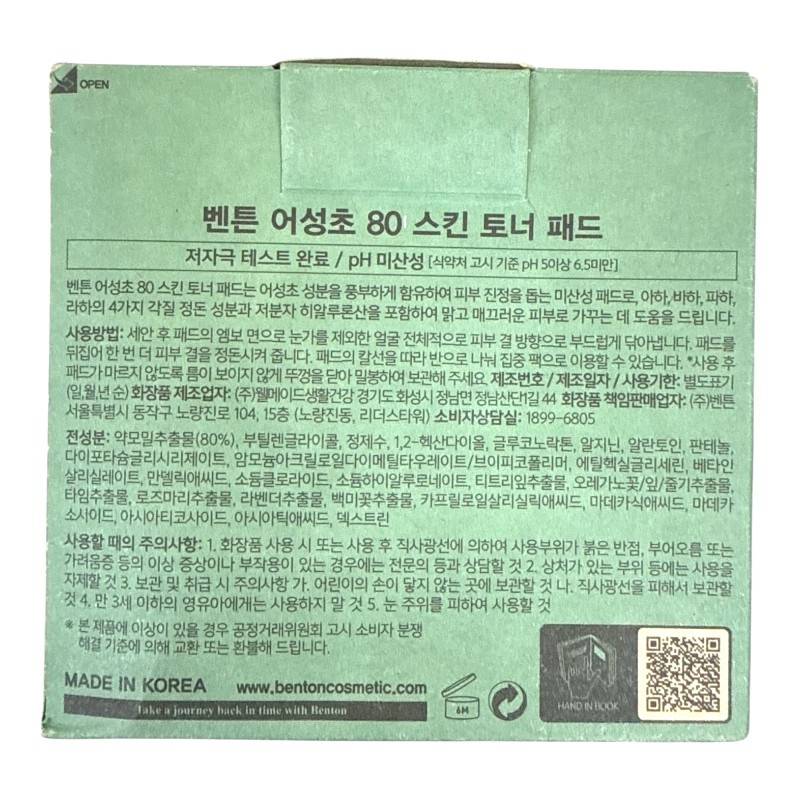 OPEN
벤튼 어성초 80 스킨 토너 패드
저자극 테스트 완료 / pH 미산성 [식약처 고시 기준 pH 5이상 6.5미만]
벤튼 어성초 80 스킨 토너 패드는 어성초 성분을 풍부하게 함유하여 피부 진정을 돕는 미산성 패드로, 아하, 바하, 파하,
라하의 4가지 각질 정돈 성분과 저분자 히알루론산을 포함하여 맑고 매끄러운 피부로 가꾸는 데 도움을 드립니다.
사용방법: 세안 후 패드의 엠보 면으로 눈가를 제외한 얼굴 전체적으로 피부 결 방향으로 부드럽게 닦아냅니다. 패드를
뒤집어 한 번 더 피부 결을 정돈시켜 줍니다. 패드의 칼선을 따라 반으로 나눠 집중 팩으로 이용할 수 있습니다. *사용 후
패드가 마르지 않도록 틈이 보이지 않게 뚜껑을 닫아 밀봉하여 보관해 주세요. 제조번호 / 제조일자 / 사용기한: 별도표기
(일,월,년 순) 화장품 제조업자: (주)웰메이드생활건강 경기도 화성시 정남면 정남산단1길 44 화장품 책임판매업자: (주)벤튼
서울특별시 동작구 노량진로 104, 15층 (노량진동, 리더스타워) 소비자상담실: 1899-6805
전성분: 약모밀추출물(80%), 부틸렌글라이콜, 정제수, 1,2-헥산다이올, 글루코노락톤, 알지닌, 알란토인, 판테놀,
다이포타슘글리시리제이트, 암모늄아크릴로일다이메틸타우레이트/브이피코폴리머, 에틸헥실글리세린, 베타인
살리실레이트, 만델릭애씨드, 소듐클로라이드, 소듐하이알루로네이트, 티트리잎추출물, 오레가노꽃/잎/줄기추출물,
타임추출물, 로즈마리추출물, 라벤더추출물, 백미꽃추출물, 카프릴로일살리실릭애씨드, 마데카식애씨드, 마데카
소사이드, 아시아티코사이드, 아시아틱애씨드, 덱스트린
사용할 때의 주의사항: 1. 화장품 사용 시 또는 사용 후 직사광선에 의하여 사용부위가 붉은 반점, 부어오름 또는
가려움증 등의 이상 증상이나 부작용이 있는 경우에는 전문의 등과 상담할 것 2. 상처가 있는 부위 등에는 사용을
자제할 것 3. 보관 및 취급 시 주의사항 가. 어린이의 손이 닿지 않는 곳에 보관할 것 나. 직사광선을 피해서 보관할
것 4. 만 3세 이하의 영유아에게는 사용하지 말 것 5. 눈 주위를 피하여 사용할 것
※ 본 제품에 이상이 있을 경우 공정거래위원회 고시 소비자 분쟁
해결 기준에 의해 교환 또는 환불해 드립니다.
MADE IN KOREA www.bentoncosmetic.com
Take a journey back in time with Benton
6M
HAND IN BOOK